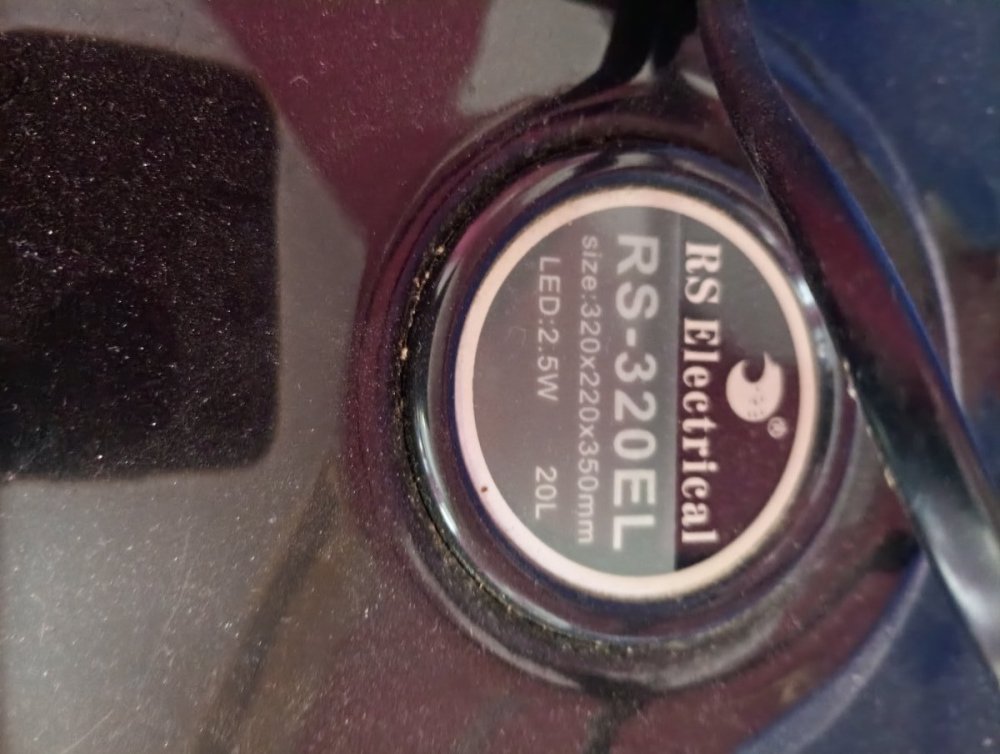 ®
RS Electrical
RS-320EL
size:320x220x350mm
LED:2.5W 20L